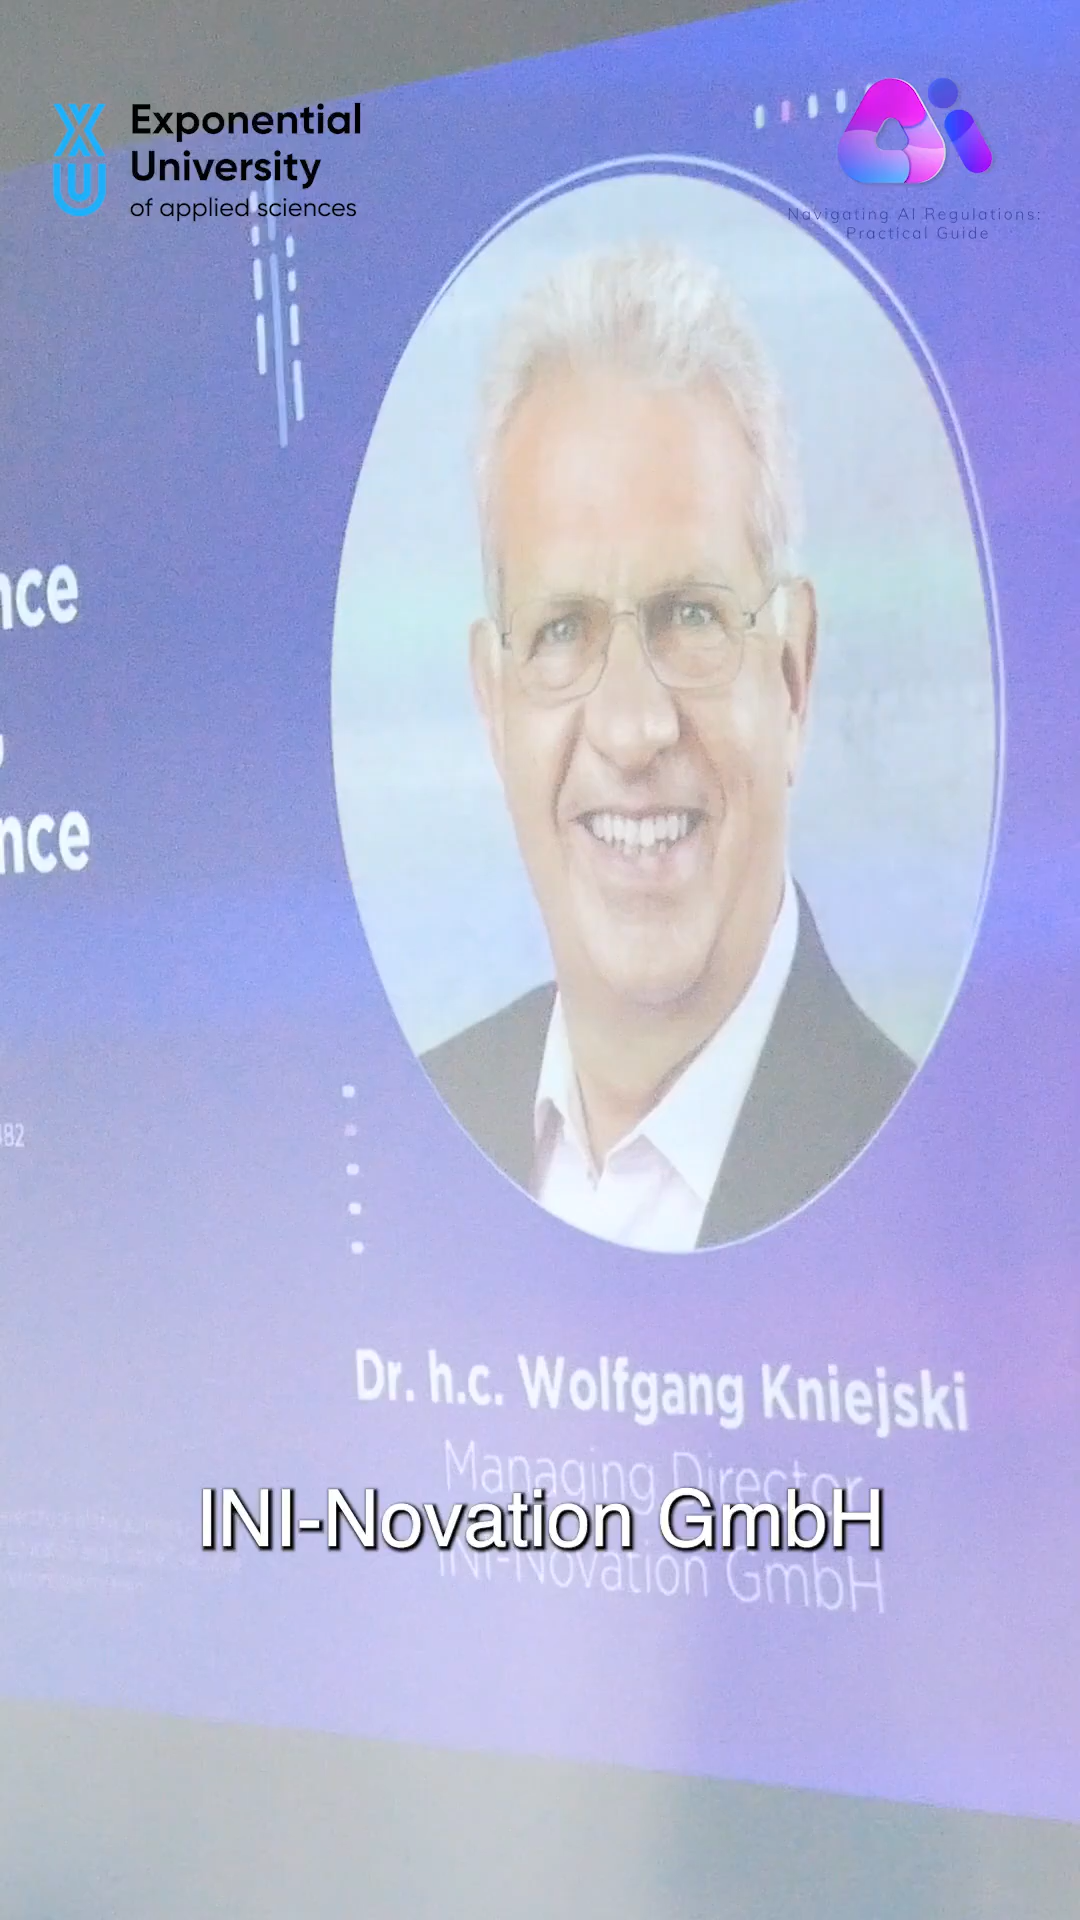 Exponential
University
of applied sciences
Navigating AI Regulations:
Practical Guide
nce
nce
482
Dr. h.c. Wolfgang Kniejski
Managing Director
INI-Novation GmbH
INI-Novation GmbH